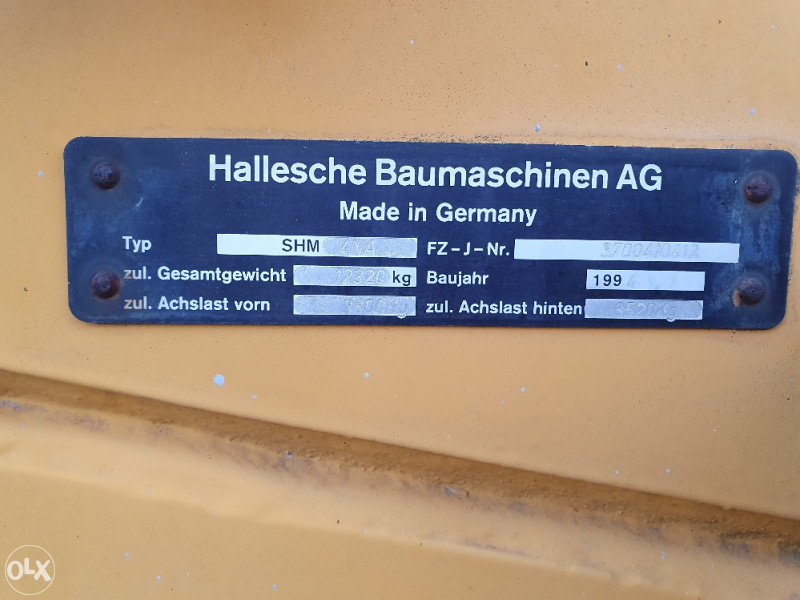 Hallesche Baumaschinen AG
Made in Germany
Typ SHM FZ-J-Nr.
zul. Gesamtgewicht 12320 kg Baujahr 1994
zul. Achslast vorn zul. Achslast hinten
OLX